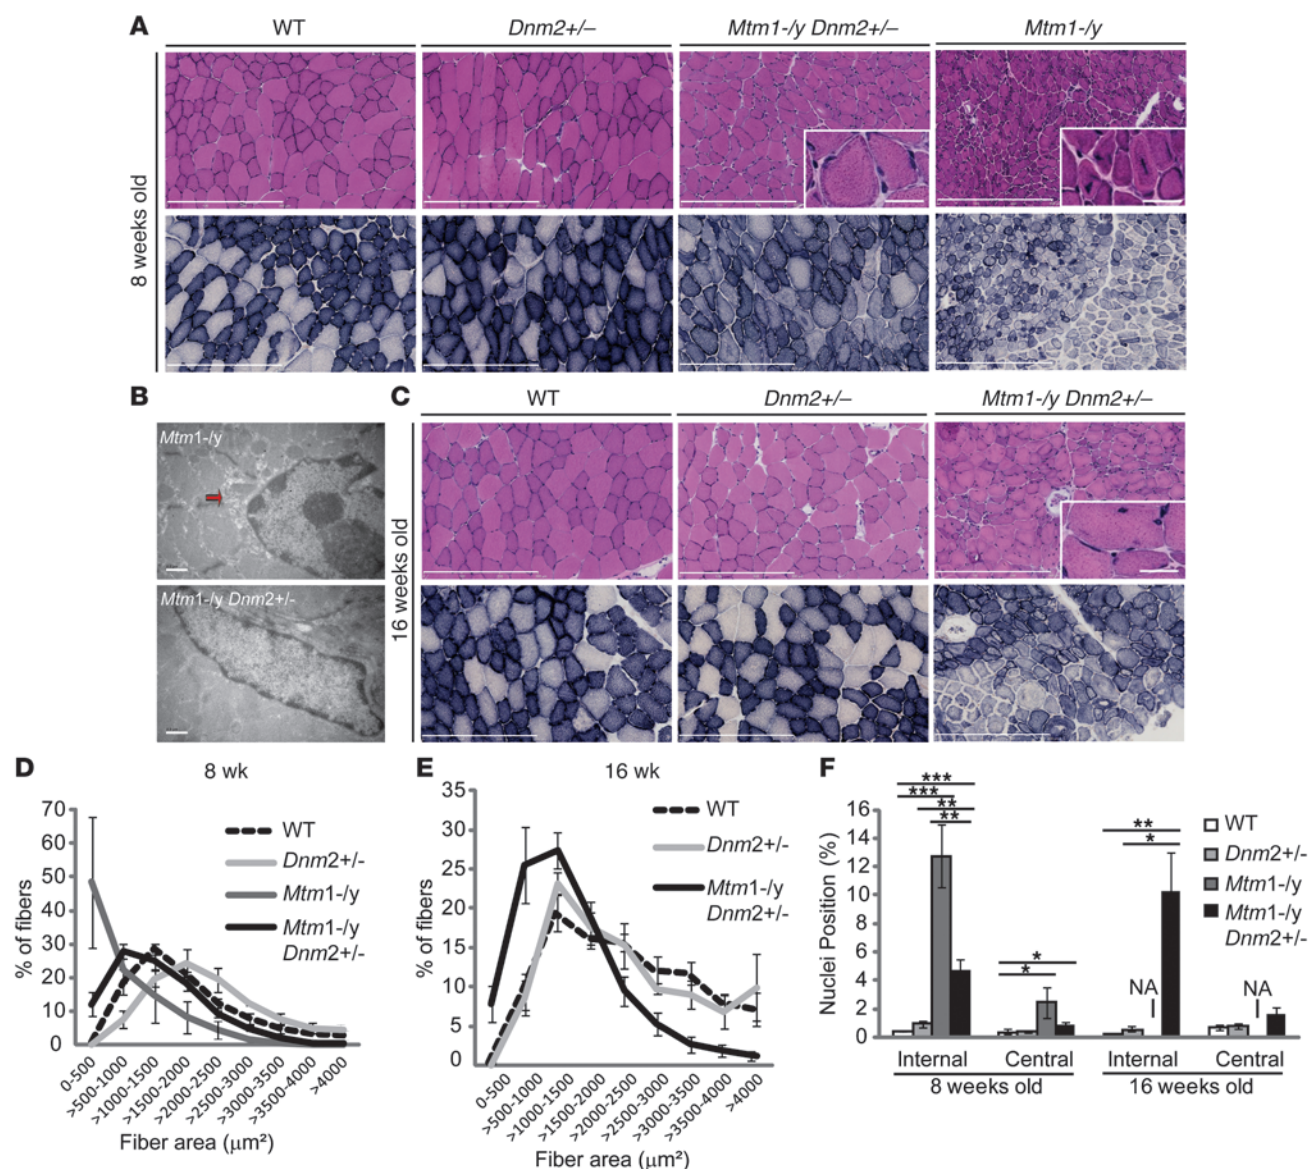 A
WT
Dnm2+/–
Mtm1-/y Dnm2+/–
Mtm1-/y
8 weeks old
B
Mtm1-/y
Mtm1-/y Dnm2+/-
C
WT
Dnm2+/–
Mtm1-/y Dnm2+/–
16 weeks old
D
8 wk
% of fibers
70
60
50
40
30
20
10
0
WT
Dnm2+/-
Mtm1-/y
Mtm1-/y
Dnm2+/-
0-500
>500-1000
>1000-1500
>1500-2000
>2000-2500
>2500-3000
>3000-3500
>3500-4000
>4000
Fiber area (µm²)
E
16 wk
% of fibers
35
30
25
20
15
10
5
0
WT
Dnm2+/-
Mtm1-/y
Dnm2+/-
0-500
>500-1000
>1000-1500
>1500-2000
>2000-2500
>2500-3000
>3000-3500
>3500-4000
>4000
Fiber area (µm²)
F
Nuclei Position (%)
16
14
12
10
8
6
4
2
0
***
***
**
**
*
*
**
*
NA
NA
WT
Dnm2+/-
Mtm1-/y
Mtm1-/y
Dnm2+/-
Internal Central Internal Central
8 weeks old 16 weeks old